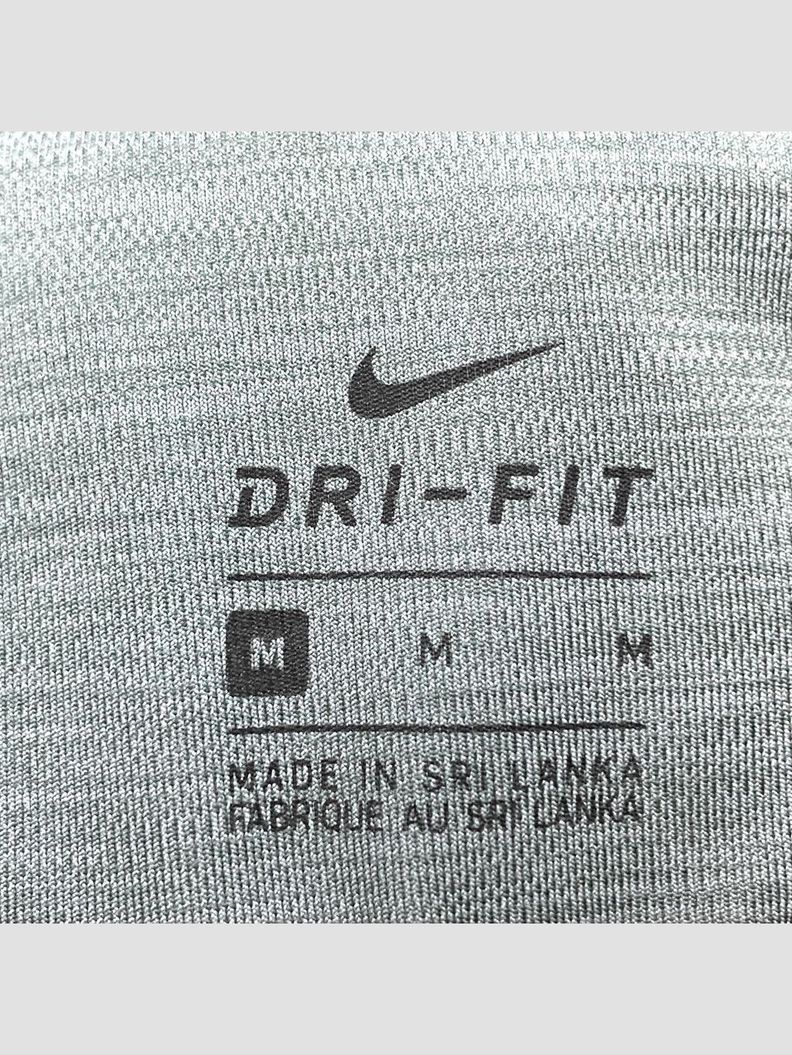 DRI-FIT
M M M
MADE IN SRI LANKA
FABRIQUE AU SRI LANKA